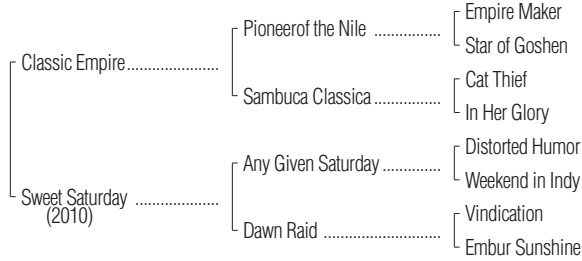 Empire Maker
Pioneerof the Nile ................
Star of Goshen
Classic Empire......................
Cat Thief
Sambuca Classica................
In Her Glory
Distorted Humor
Any Given Saturday..............
Weekend in Indy
Sweet Saturday ....................
(2010)
Vindication
Dawn Raid ............................
Embur Sunshine